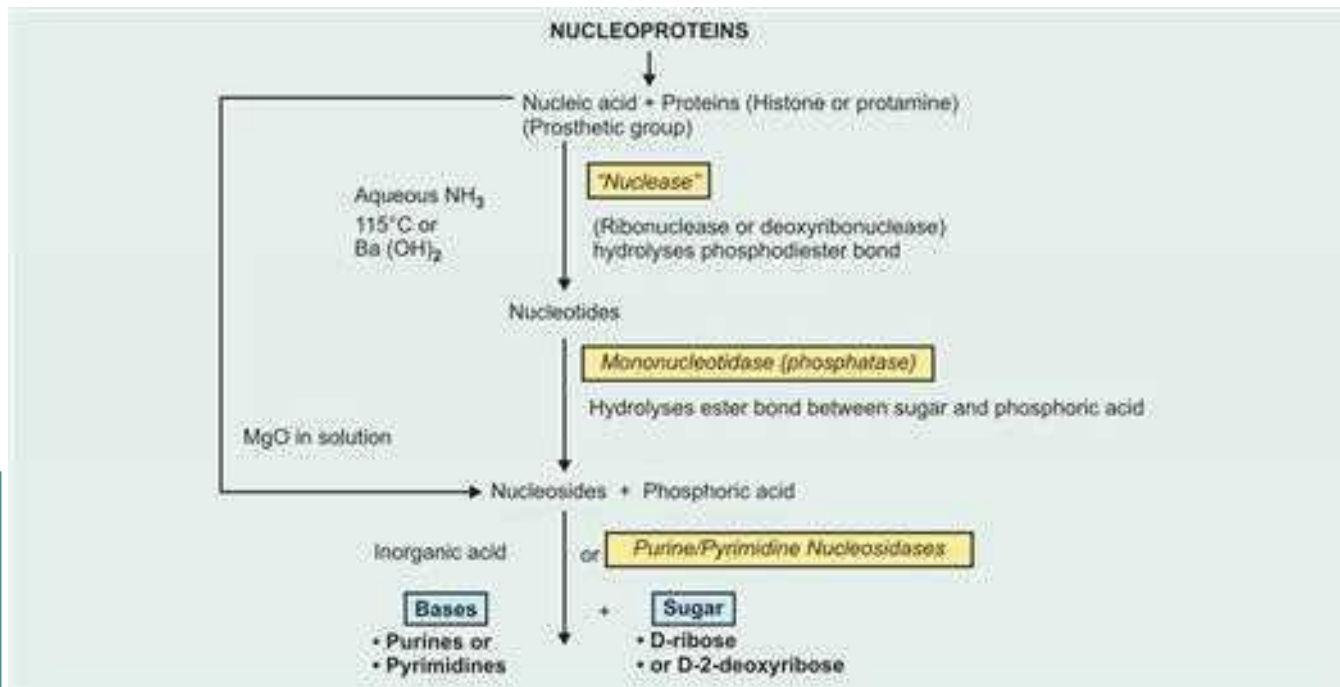 NUCLEOPROTEINS
Nucleic acid + Proteins (Histone or protamine)
(Prosthetic group)
"Nuclease"
Aqueous NH₃
115°C or
Ba (OH)₂
(Ribonuclease or deoxyribonuclease)
hydrolyses phosphodiester bond
Nucleotides
Mononucleotidase (phosphatase)
Hydrolyses ester bond between sugar and phosphoric acid
MgO in solution
Nucleosides + Phosphoric acid
Inorganic acid or Purine/Pyrimidine Nucleosidases
Bases + Sugar
• Purines or • D-ribose
• Pyrimidines • or D-2-deoxyribose